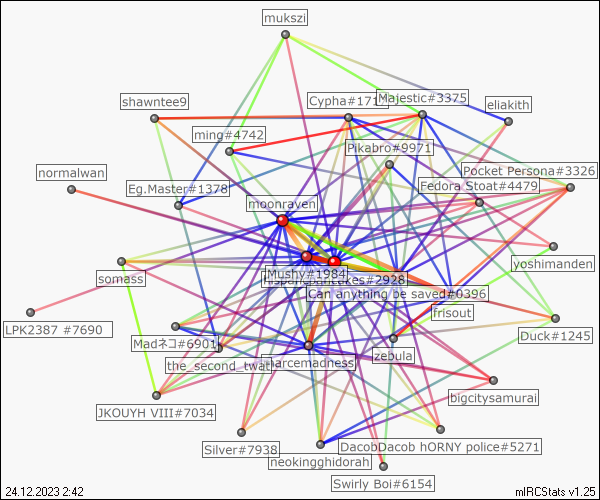 mukszi
shawntee9
Cypha#171
Majestic#3375
eliakith
ming#4742
Pikabro#9971
normalwan
Eg.Master#1378
Pocket Persona#3326
Fedora Stoat#4479
moonraven
somass
Mushy#1984
#2928
yoshimanden
Can anything be saved#0396
frisout
LPK2387 #7690
Madネコ#6901
Duck#1245
the_second_twat
narcemadness
zebula
bigcitysamurai
JKOUYH VIII#7034
Silver#7938
DacobDacob hORNY police#5271
neokingghidorah
Swirly Boi#6154
24.12.2023 2:42
mIRCStats v1.25